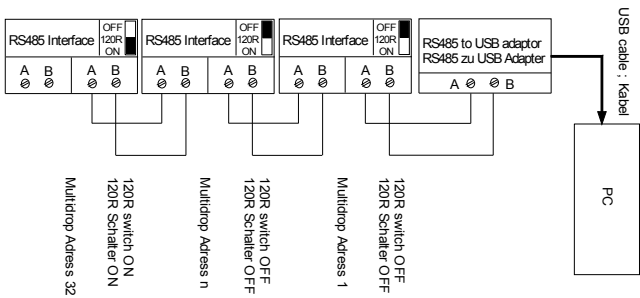 OFF
RS485 Interface 120R
ON
A B A B
OFF
RS485 Interface 120R
ON
A B A B
OFF
RS485 Interface 120R
ON
A B A B
RS485 to USB adaptor
RS485 zu USB Adapter
A B
USB cable ; Kabel
PC
120R switch ON
120R Schalter ON
Multidrop Adress 32
120R switch OFF
120R Schalter OFF
Multidrop Adress n
120R switch OFF
120R Schalter OFF
Multidrop Adress 1